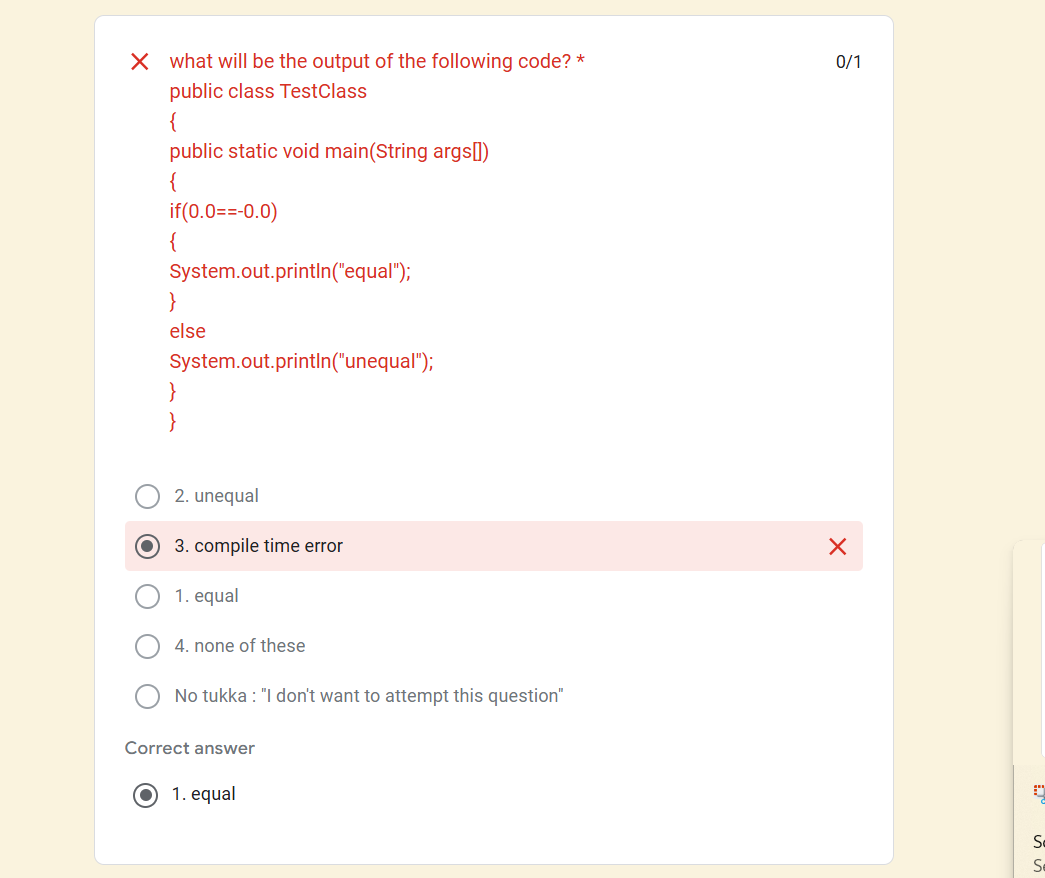 what will be the output of the following code? *
0/1
public class TestClass
{
public static void main(String args[])
{
if(0.0==-0.0)
{
System.out.println("equal");
}
else
System.out.println("unequal");
}
}
2. unequal
3. compile time error
1. equal
4. none of these
No tukka : "I don't want to attempt this question"
Correct answer
1. equal